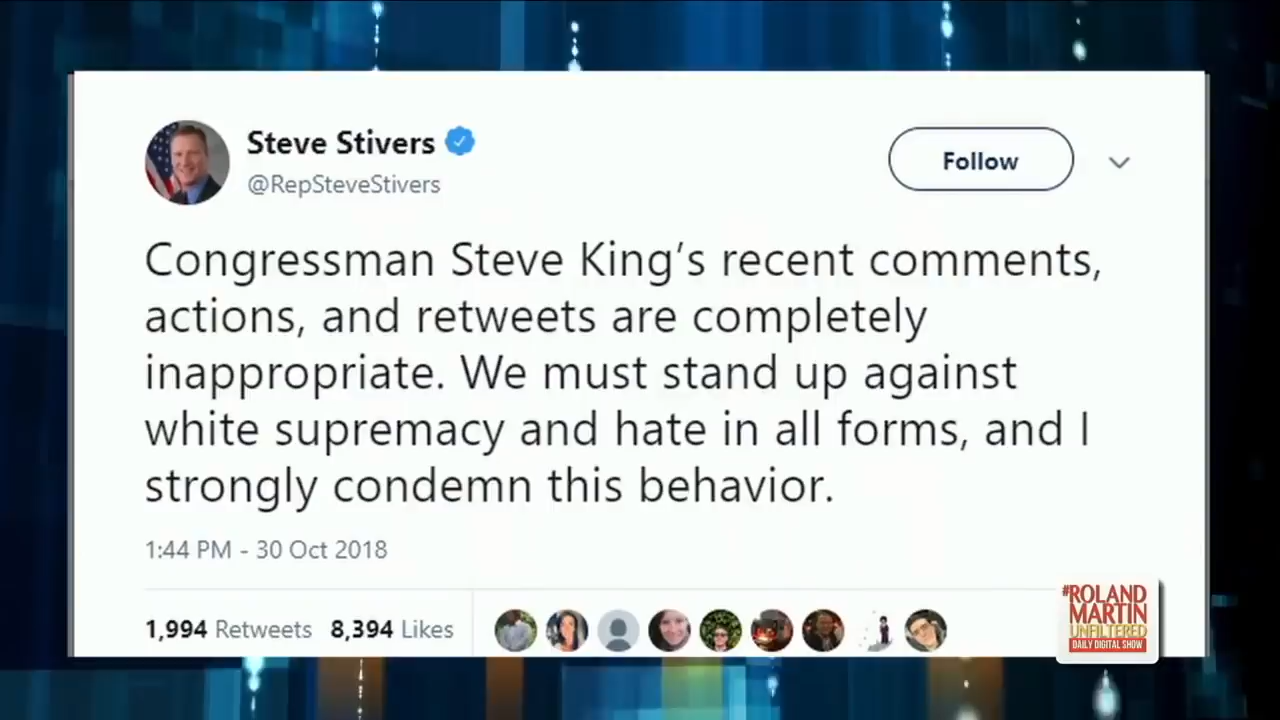 Steve Stivers
@RepSteveStivers
Follow
Congressman Steve King’s recent comments,
actions, and retweets are completely
inappropriate. We must stand up against
white supremacy and hate in all forms, and I
strongly condemn this behavior.
1:44 PM - 30 Oct 2018
1,994 Retweets 8,394 Likes
#ROLAND
MARTIN
UNFILTERED
DAILY DIGITAL SHOW